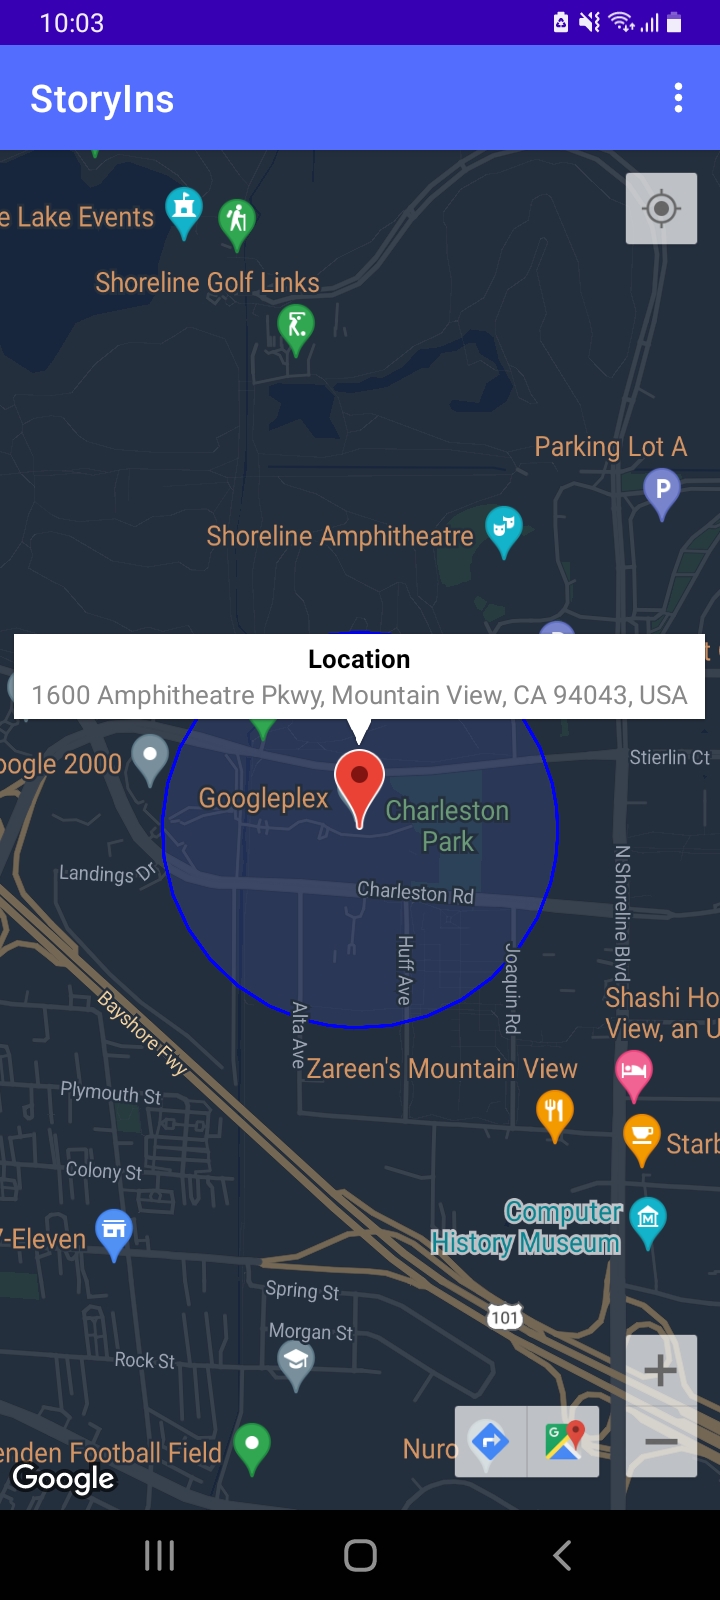 10:03
StoryIns
e Lake Events
Shoreline Golf Links
Parking Lot A
P
Shoreline Amphitheatre
Location
1600 Amphitheatre Pkwy, Mountain View, CA 94043, USA
Stierlin Ct
oogle 2000
Googleplex
Charleston
Park
Landings Dr
Charleston Rd
N Shoreline Blvd
Huff Ave
Joaquin Rd
Alta Ave
Bayshore Fwy
Shashi Ho
View, an U
Zareen's Mountain View
Plymouth St
Starb
Colony St
Computer
History Museum
M
7-Eleven
Spring St
101
Morgan St
Rock St
enden Football Field
Nuro
G
Google